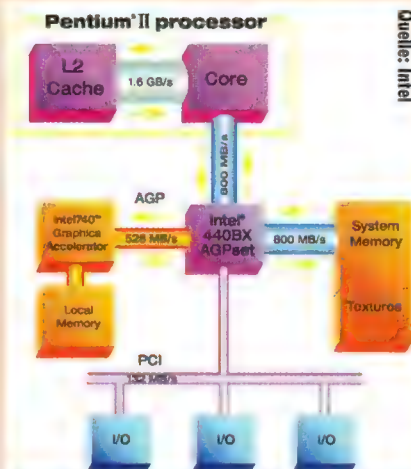 Pentium® II processor
Quelle: Intel
L2
Cache
1.6 GB/s
Core
800 MB/s
AGP
Intel740™
Graphics
Accelerator
528 MB/s
Intel®
440BX
AGPset
800 MB/s
System
Memory
Textures
Local
Memory
PCI
132 MB/s
I/O
I/O
I/O